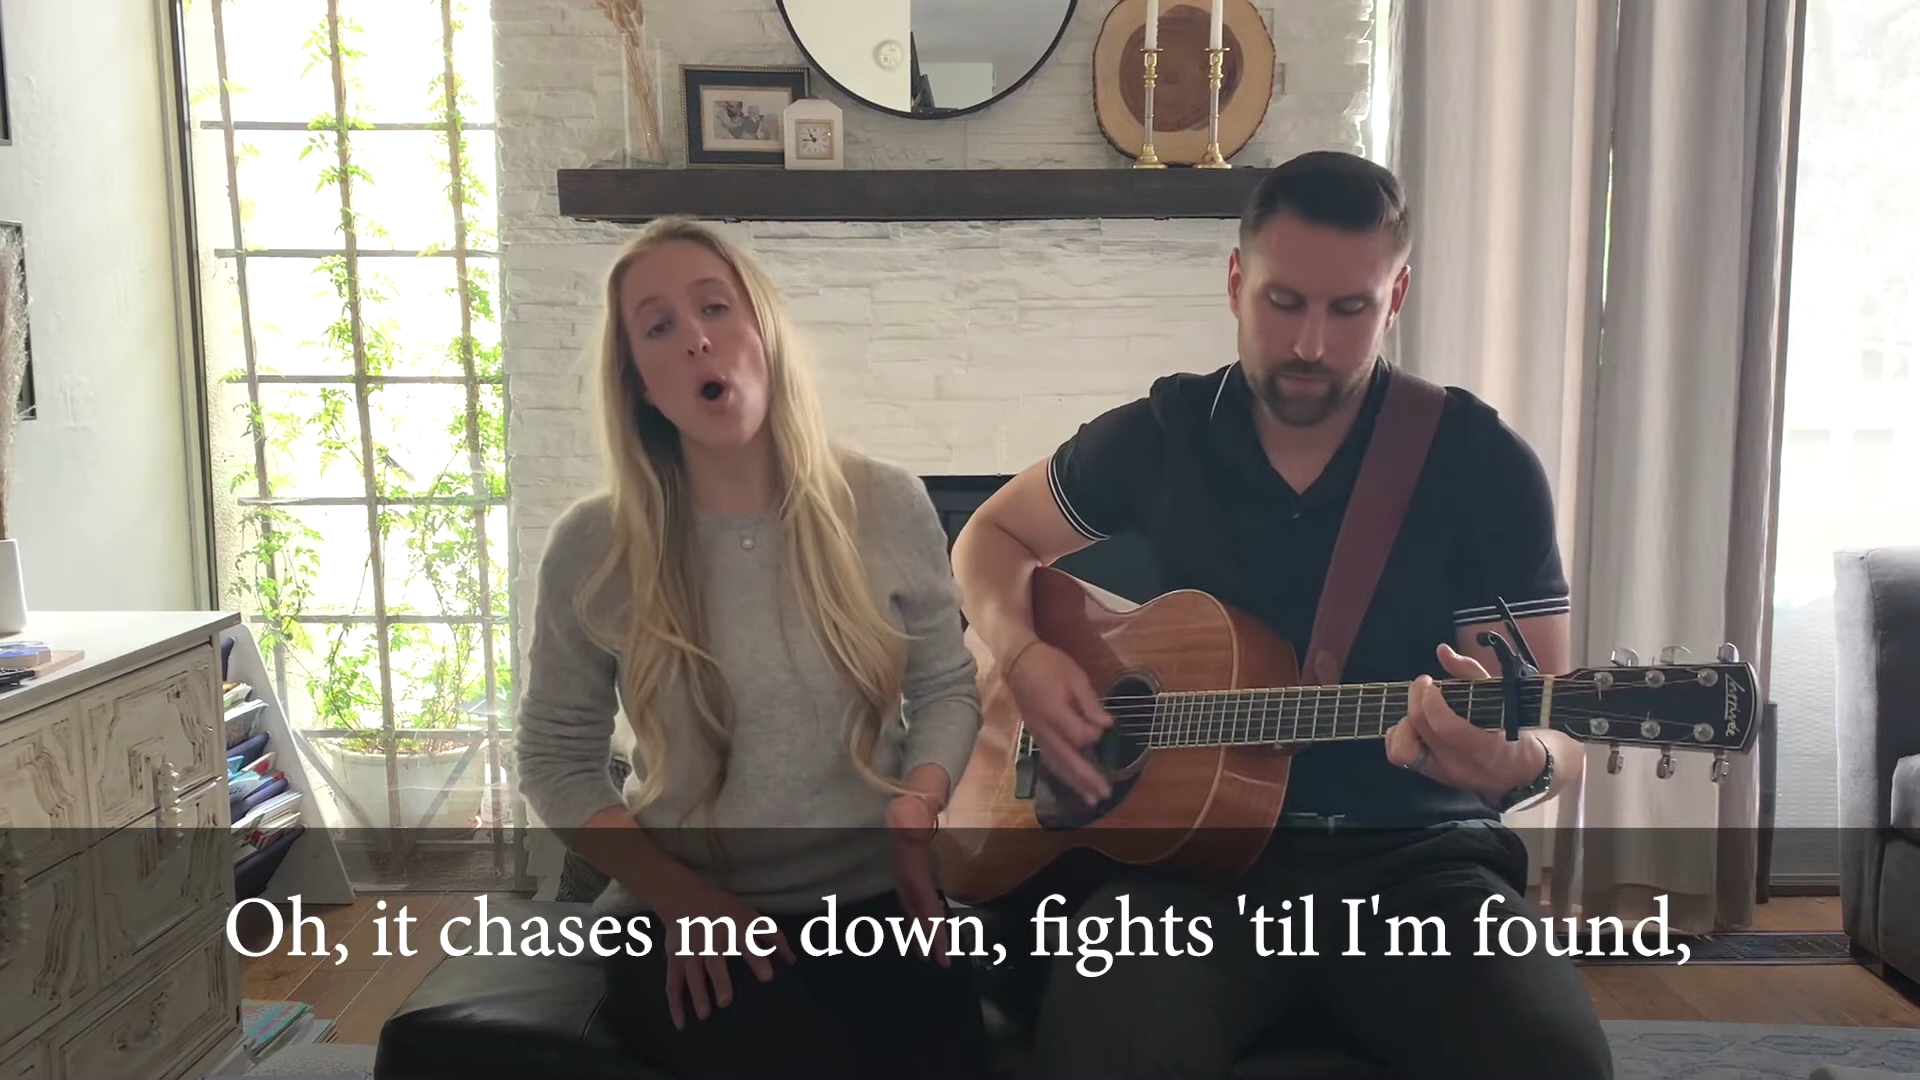 Oh, it chases me down, fights 'til I'm found,